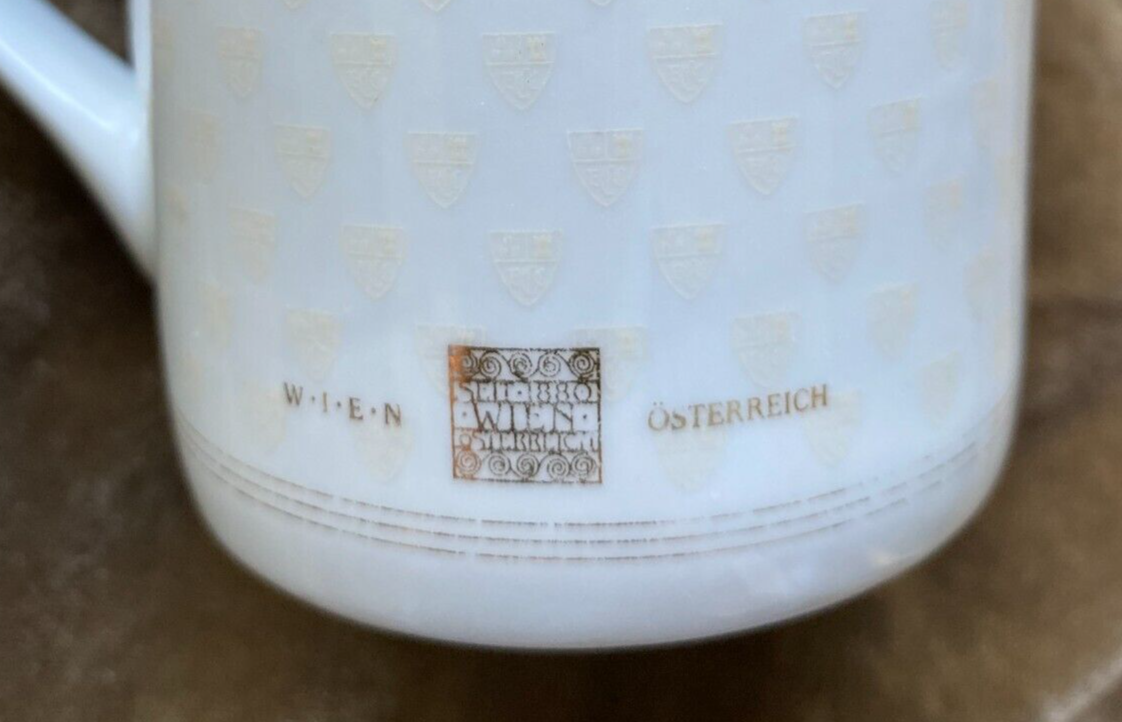 W·I·E·N
SEIT·1880
·WIEN·
ÖSTERREICH
ÖSTERREICH